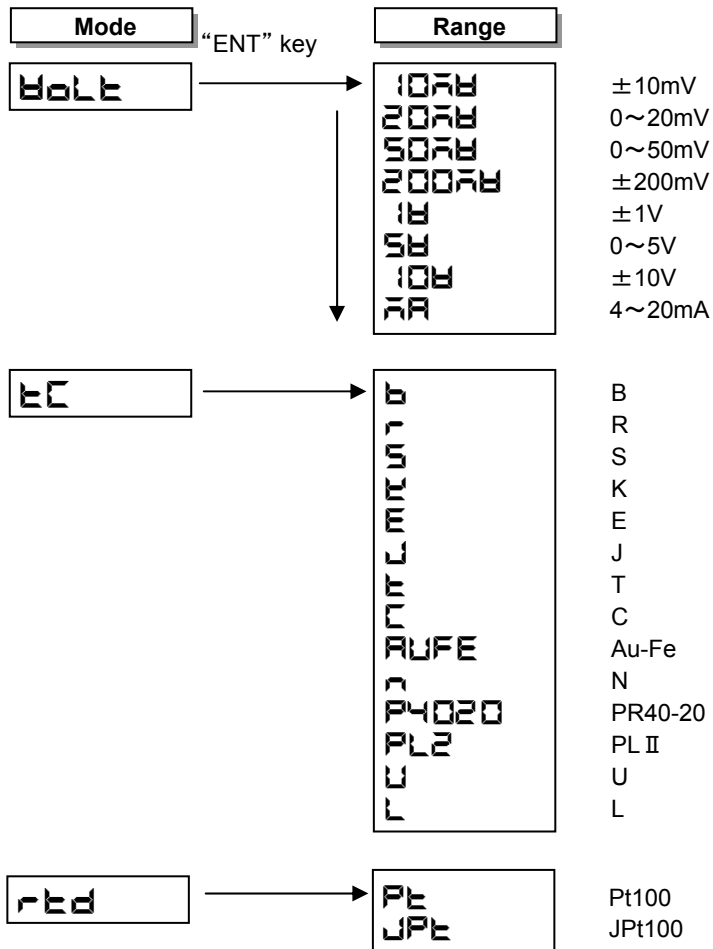 Mode “ENT” key Range
VoLt 10mV ±10mV
20mV 0～20mV
50mV 0～50mV
200mV ±200mV
1V ±1V
5V 0～5V
10V ±10V
mA 4～20mA
tC b B
r R
S S
K K
E E
J J
t T
C C
AUFE Au-Fe
n N
P4020 PR40-20
PL2 PLⅡ
U U
L L
rtd Pt Pt100
JPt JPt100